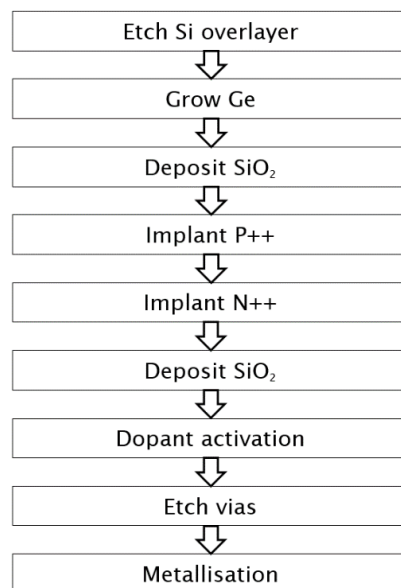 Etch Si overlayer
Grow Ge
Deposit SiO₂
Implant P++
Implant N++
Deposit SiO₂
Dopant activation
Etch vias
Metallisation